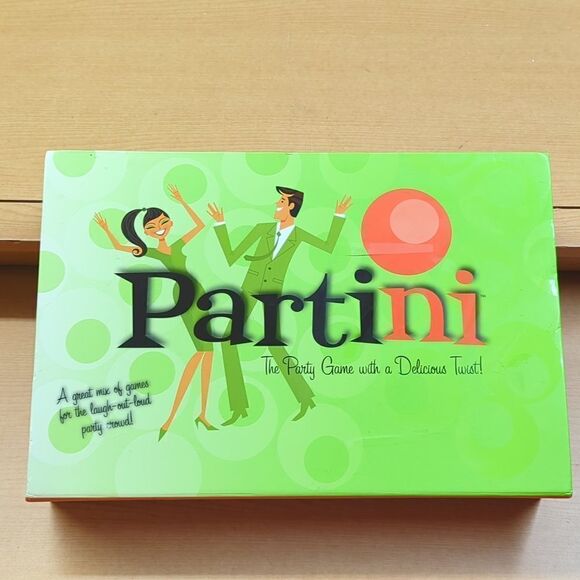 Partini
The Party Game with a Delicious Twist!
A great mix of games
for the laugh-out-loud
party crowd!